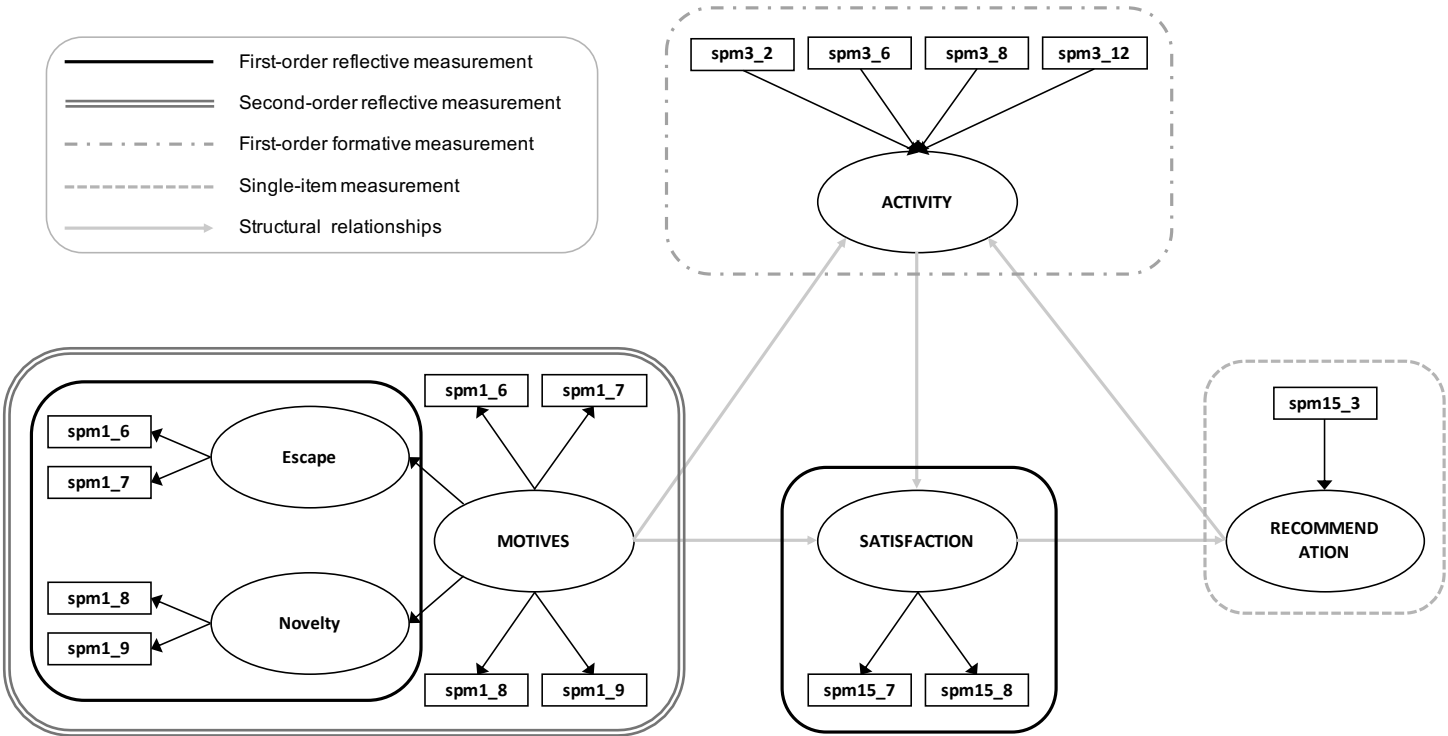 First-order reflective measurement
Second-order reflective measurement
First-order formative measurement
Single-item measurement
Structural relationships
spm3_2
spm3_6
spm3_8
spm3_12
ACTIVITY
spm1_6
spm1_7
Escape
spm1_8
spm1_9
Novelty
spm1_6
spm1_7
MOTIVES
spm1_8
spm1_9
SATISFACTION
spm15_7
spm15_8
spm15_3
RECOMMEND
ATION